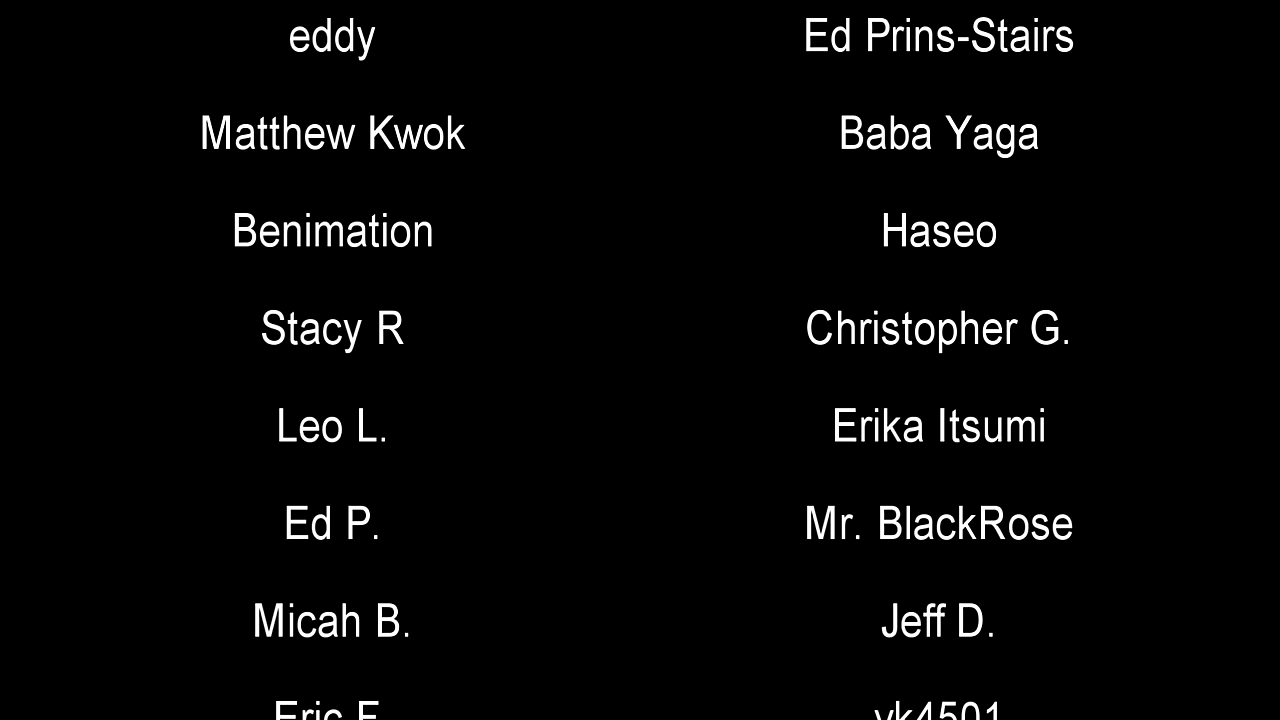 eddy Ed Prins-Stairs
Matthew Kwok Baba Yaga
Benimation Haseo
Stacy R Christopher G.
Leo L. Erika Itsumi
Ed P. Mr. BlackRose
Micah B. Jeff D.
Eric